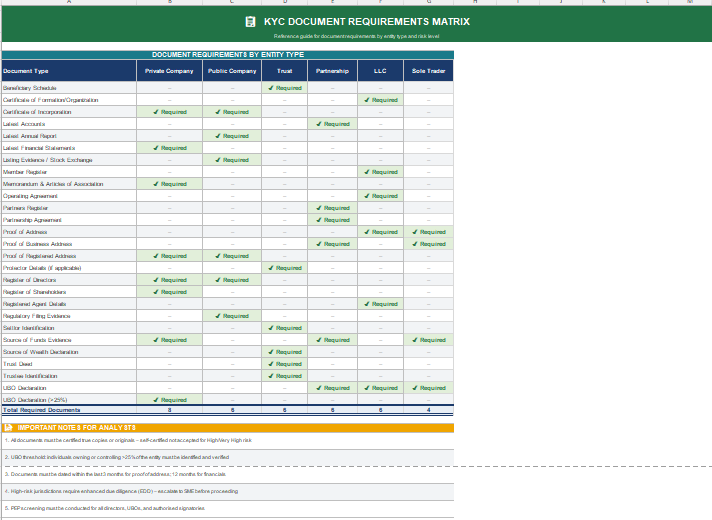 A B C D E F G H I J K L M
KYC DOCUMENT REQUIREMENTS MATRIX
Reference guide for document requirements by entity type and risk level
DOCUMENT REQUIREMENTS BY ENTITY TYPE
Document Type Private Company Public Company Trust Partnership LLC Sole Trader
Beneficiary Schedule – – ✔ Required – – –
Certificate of Formation/Organization – – – – ✔ Required –
Certificate of Incorporation ✔ Required ✔ Required – – – –
Latest Accounts – – – ✔ Required – –
Latest Annual Report – ✔ Required – – – –
Latest Financial Statements ✔ Required – – – – –
Listing Evidence / Stock Exchange – ✔ Required – – – –
Member Register – – – – ✔ Required –
Memorandum & Articles of Association ✔ Required – – – – –
Operating Agreement – – – – ✔ Required –
Partners Register – – – ✔ Required – –
Partnership Agreement – – – ✔ Required – –
Proof of Address – – – – ✔ Required ✔ Required
Proof of Business Address – – – ✔ Required – ✔ Required
Proof of Registered Address ✔ Required ✔ Required – – – –
Protector Details (if applicable) – – ✔ Required – – –
Register of Directors ✔ Required ✔ Required – – – –
Register of Shareholders ✔ Required – – – – –
Registered Agent Details – – – – ✔ Required –
Regulatory Filing Evidence – ✔ Required – – – –
Settlor Identification – – ✔ Required – – –
Source of Funds Evidence ✔ Required – – ✔ Required – ✔ Required
Source of Wealth Declaration – – ✔ Required – – –
Trust Deed – – ✔ Required – – –
Trustee Identification – – ✔ Required – – –
UBO Declaration – – – ✔ Required ✔ Required ✔ Required
UBO Declaration (>25%) ✔ Required – – – – –
Total Required Documents 8 6 6 6 6 4
IMPORTANT NOTES FOR ANALYSTS
1. All documents must be certified true copies or originals – self-certified not accepted for High/Very High risk
2. UBO threshold: individuals owning or controlling >25% of the entity must be identified and verified
3. Documents must be dated within the last 3 months for proof of address; 12 months for financials
4. High-risk jurisdictions require enhanced due diligence (EDD) – escalate to SME before proceeding
5. PEP screening must be conducted for all directors, UBOs, and authorised signatories